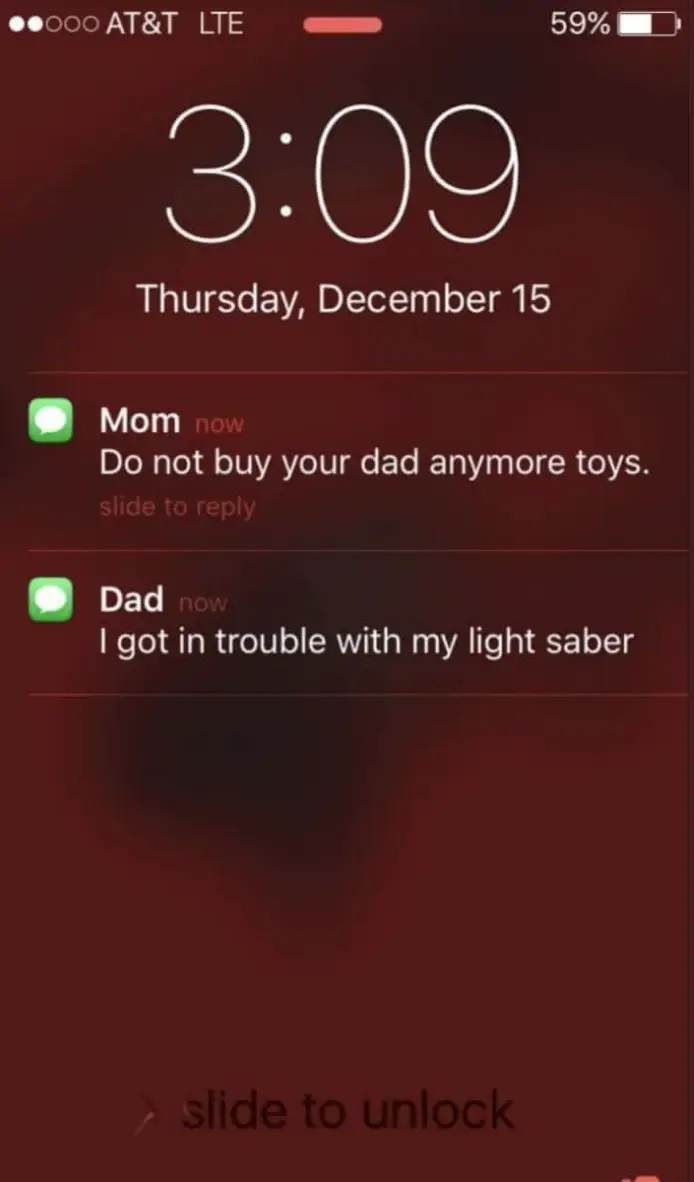 AT&T LTE 59%
3:09
Thursday, December 15
Mom now
Do not buy your dad anymore toys.
slide to reply
Dad now
I got in trouble with my light saber
slide to unlock